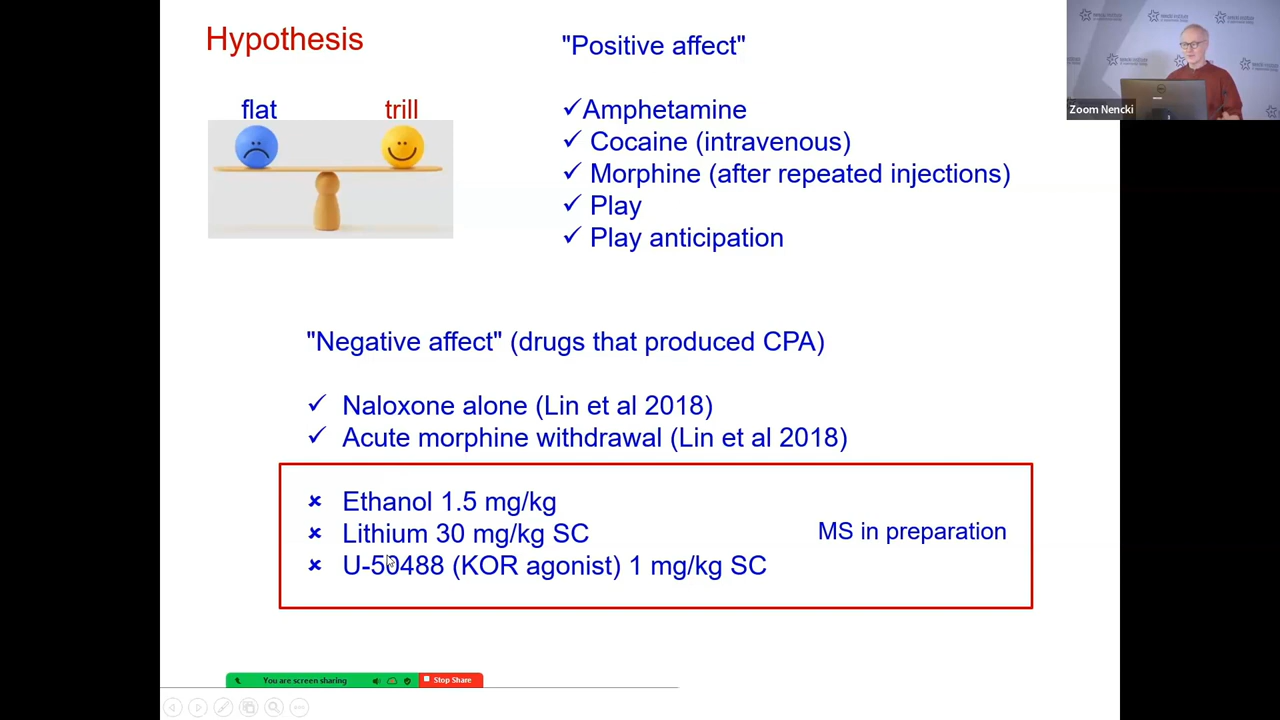 Hypothesis
flat
trill
"Positive affect"
✓Amphetamine
✓ Cocaine (intravenous)
✓ Morphine (after repeated injections)
✓ Play
✓ Play anticipation
"Negative affect" (drugs that produced CPA)
✓ Naloxone alone (Lin et al 2018)
✓ Acute morphine withdrawal (Lin et al 2018)
✘ Ethanol 1.5 mg/kg
✘ Lithium 30 mg/kg SC
✘ U-50488 (KOR agonist) 1 mg/kg SC
MS in preparation
Zoom Nencki
You are screen sharing
Stop Share